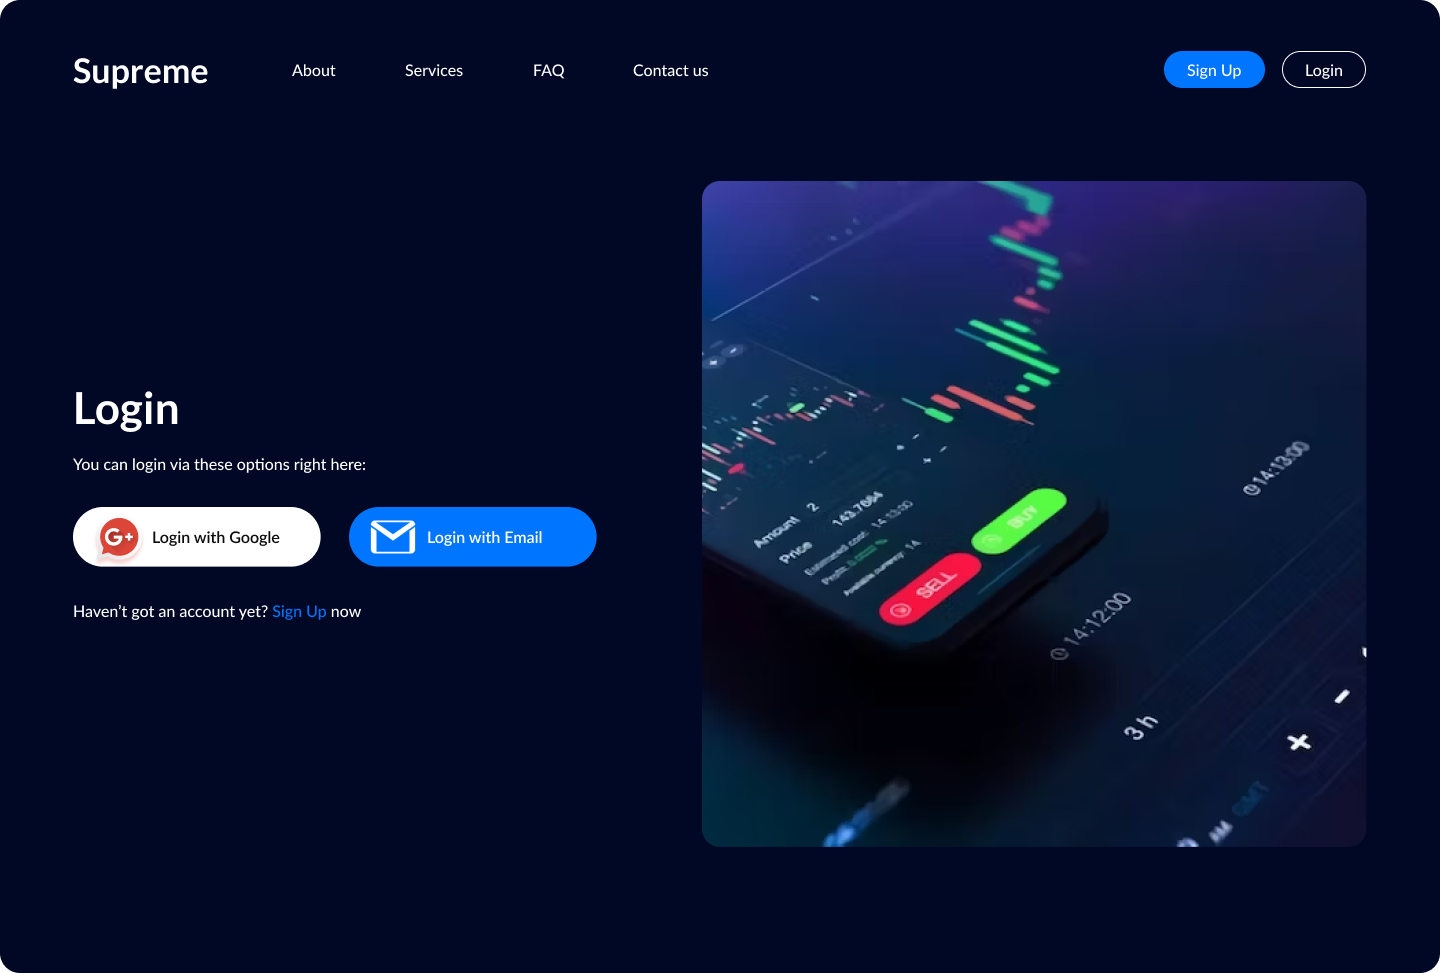 Supreme
About
Services
FAQ
Contact us
Sign Up
Login
Login
You can login via these options right here:
G+ Login with Google
Login with Email
Haven't got an account yet? Sign Up now
Amount 2
Price 143.7664
Estimated cost: 14:13:00
Profit:
Available currency: 14
SELL
BUY
14:13:00
14:12:00
3 h
AM GMT